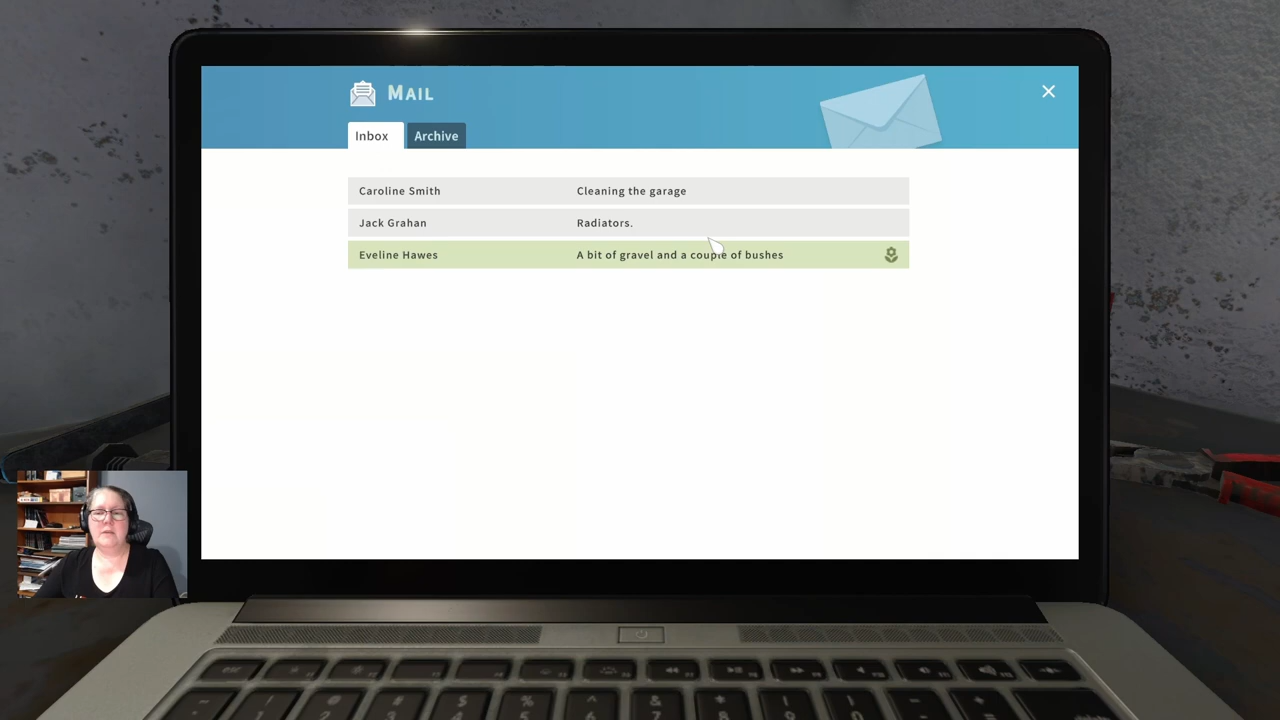 Mail
Inbox Archive
Caroline Smith Cleaning the garage
Jack Grahan Radiators.
Eveline Hawes A bit of gravel and a couple of bushes
esc